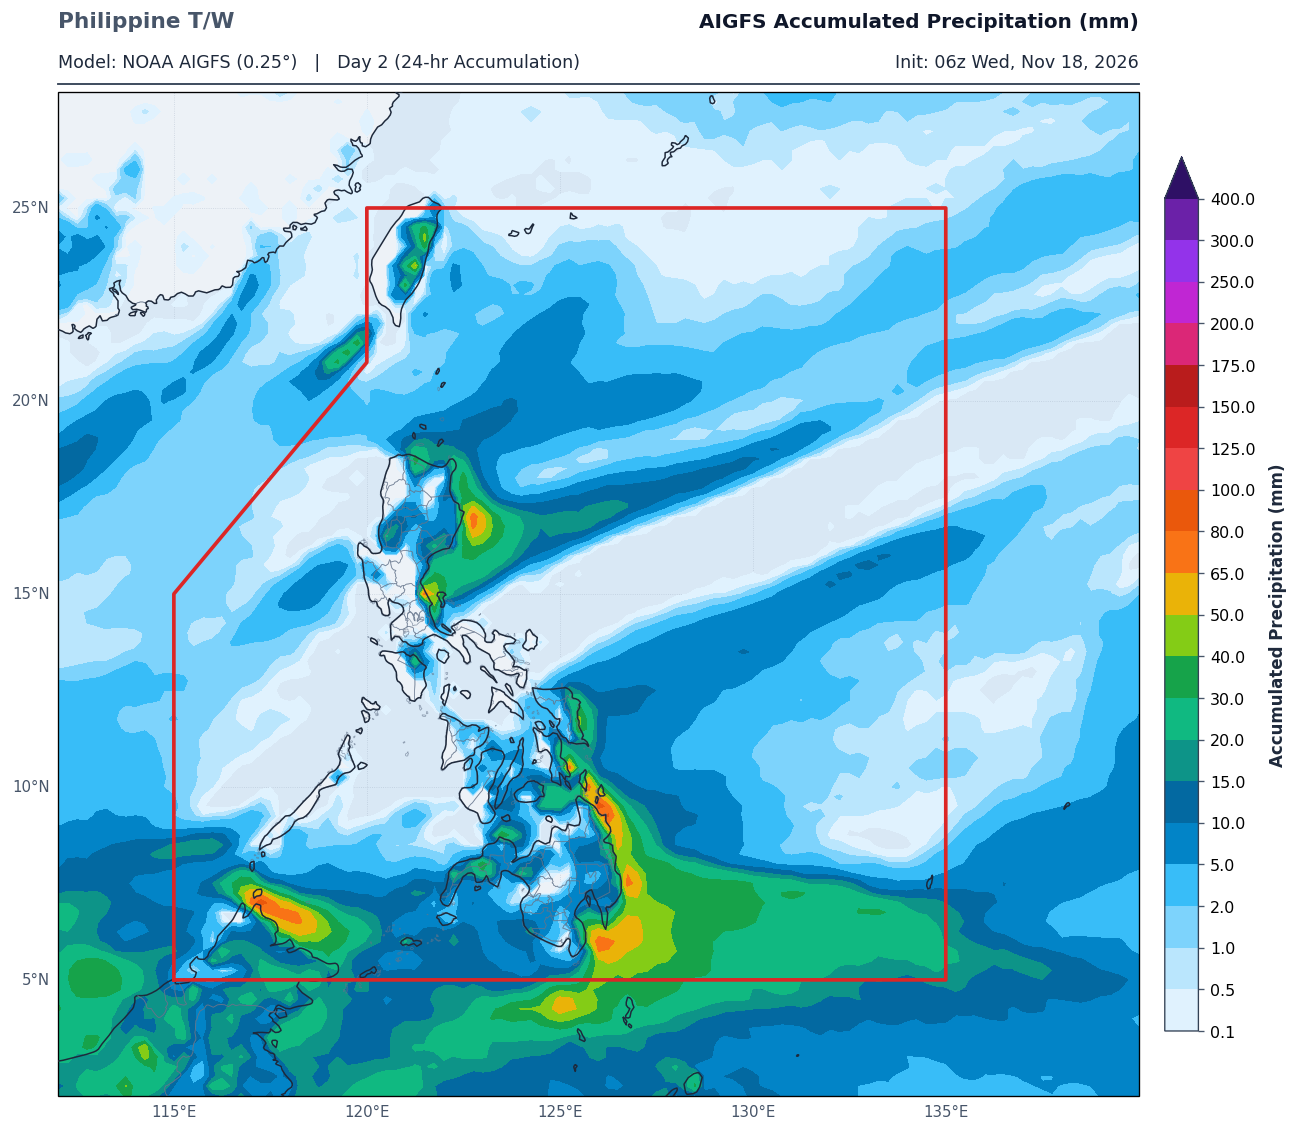 Philippine T/W
AIGFS Accumulated Precipitation (mm)
Model: NOAA AIGFS (0.25°) | Day 2 (24-hr Accumulation)
Init: 06z Wed, Nov 18, 2026
25°N
20°N
15°N
10°N
5°N
115°E
120°E
125°E
130°E
135°E
400.0
300.0
250.0
200.0
175.0
150.0
125.0
100.0
80.0
65.0
50.0
40.0
30.0
20.0
15.0
10.0
5.0
2.0
1.0
0.5
0.1
Accumulated Precipitation (mm)